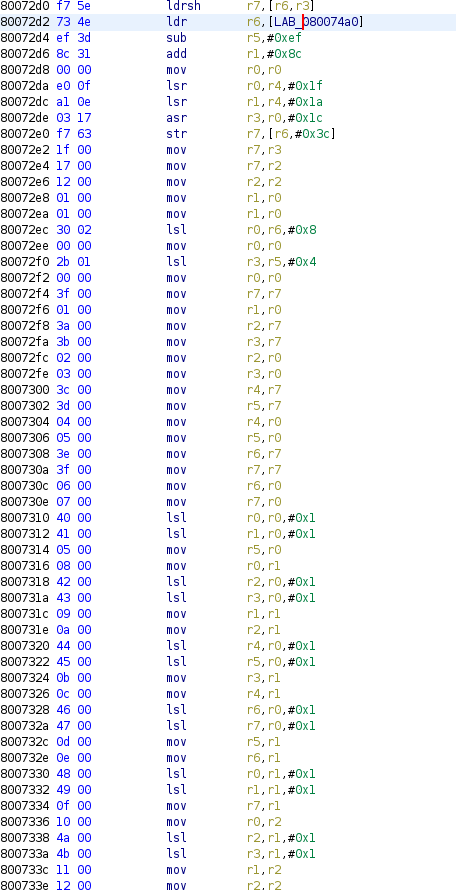 80072d0 f7 5e ldrsh r7,[r6,r3]
80072d2 73 4e ldr r6,[LAB_080074a0]
80072d4 ef 3d sub r5,#0xef
80072d6 8c 31 add r1,#0x8c
80072d8 00 00 mov r0,r0
80072da e0 0f lsr r0,r4,#0x1f
80072dc a1 0e lsr r1,r4,#0x1a
80072de 03 17 asr r3,r0,#0x1c
80072e0 f7 63 str r7,[r6,#0x3c]
80072e2 1f 00 mov r7,r3
80072e4 17 00 mov r7,r2
80072e6 12 00 mov r2,r2
80072e8 01 00 mov r1,r0
80072ea 01 00 mov r1,r0
80072ec 30 02 lsl r0,r6,#0x8
80072ee 00 00 mov r0,r0
80072f0 2b 01 lsl r3,r5,#0x4
80072f2 00 00 mov r0,r0
80072f4 3f 00 mov r7,r7
80072f6 01 00 mov r1,r0
80072f8 3a 00 mov r2,r7
80072fa 3b 00 mov r3,r7
80072fc 02 00 mov r2,r0
80072fe 03 00 mov r3,r0
8007300 3c 00 mov r4,r7
8007302 3d 00 mov r5,r7
8007304 04 00 mov r4,r0
8007306 05 00 mov r5,r0
8007308 3e 00 mov r6,r7
800730a 3f 00 mov r7,r7
800730c 06 00 mov r6,r0
800730e 07 00 mov r7,r0
8007310 40 00 lsl r0,r0,#0x1
8007312 41 00 lsl r1,r0,#0x1
8007314 05 00 mov r5,r0
8007316 08 00 mov r0,r1
8007318 42 00 lsl r2,r0,#0x1
800731a 43 00 lsl r3,r0,#0x1
800731c 09 00 mov r1,r1
800731e 0a 00 mov r2,r1
8007320 44 00 lsl r4,r0,#0x1
8007322 45 00 lsl r5,r0,#0x1
8007324 0b 00 mov r3,r1
8007326 0c 00 mov r4,r1
8007328 46 00 lsl r6,r0,#0x1
800732a 47 00 lsl r7,r0,#0x1
800732c 0d 00 mov r5,r1
800732e 0e 00 mov r6,r1
8007330 48 00 lsl r0,r1,#0x1
8007332 49 00 lsl r1,r1,#0x1
8007334 0f 00 mov r7,r1
8007336 10 00 mov r0,r2
8007338 4a 00 lsl r2,r1,#0x1
800733a 4b 00 lsl r3,r1,#0x1
800733c 11 00 mov r1,r2
800733e 12 00 mov r2,r2